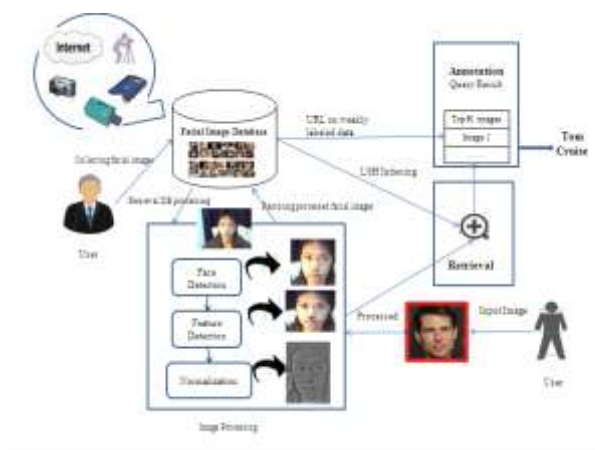 Internet
Annotation
Query Result
URL on weakly
labeled data
Facial Image Database
Top K images
Image 1
Tom
Cruise
Collecting facial images
LSH Indexing
User
Retrieval
Face
Detection
Feature
Detection
Normalization
Processed
Input Image
User
Image Processing